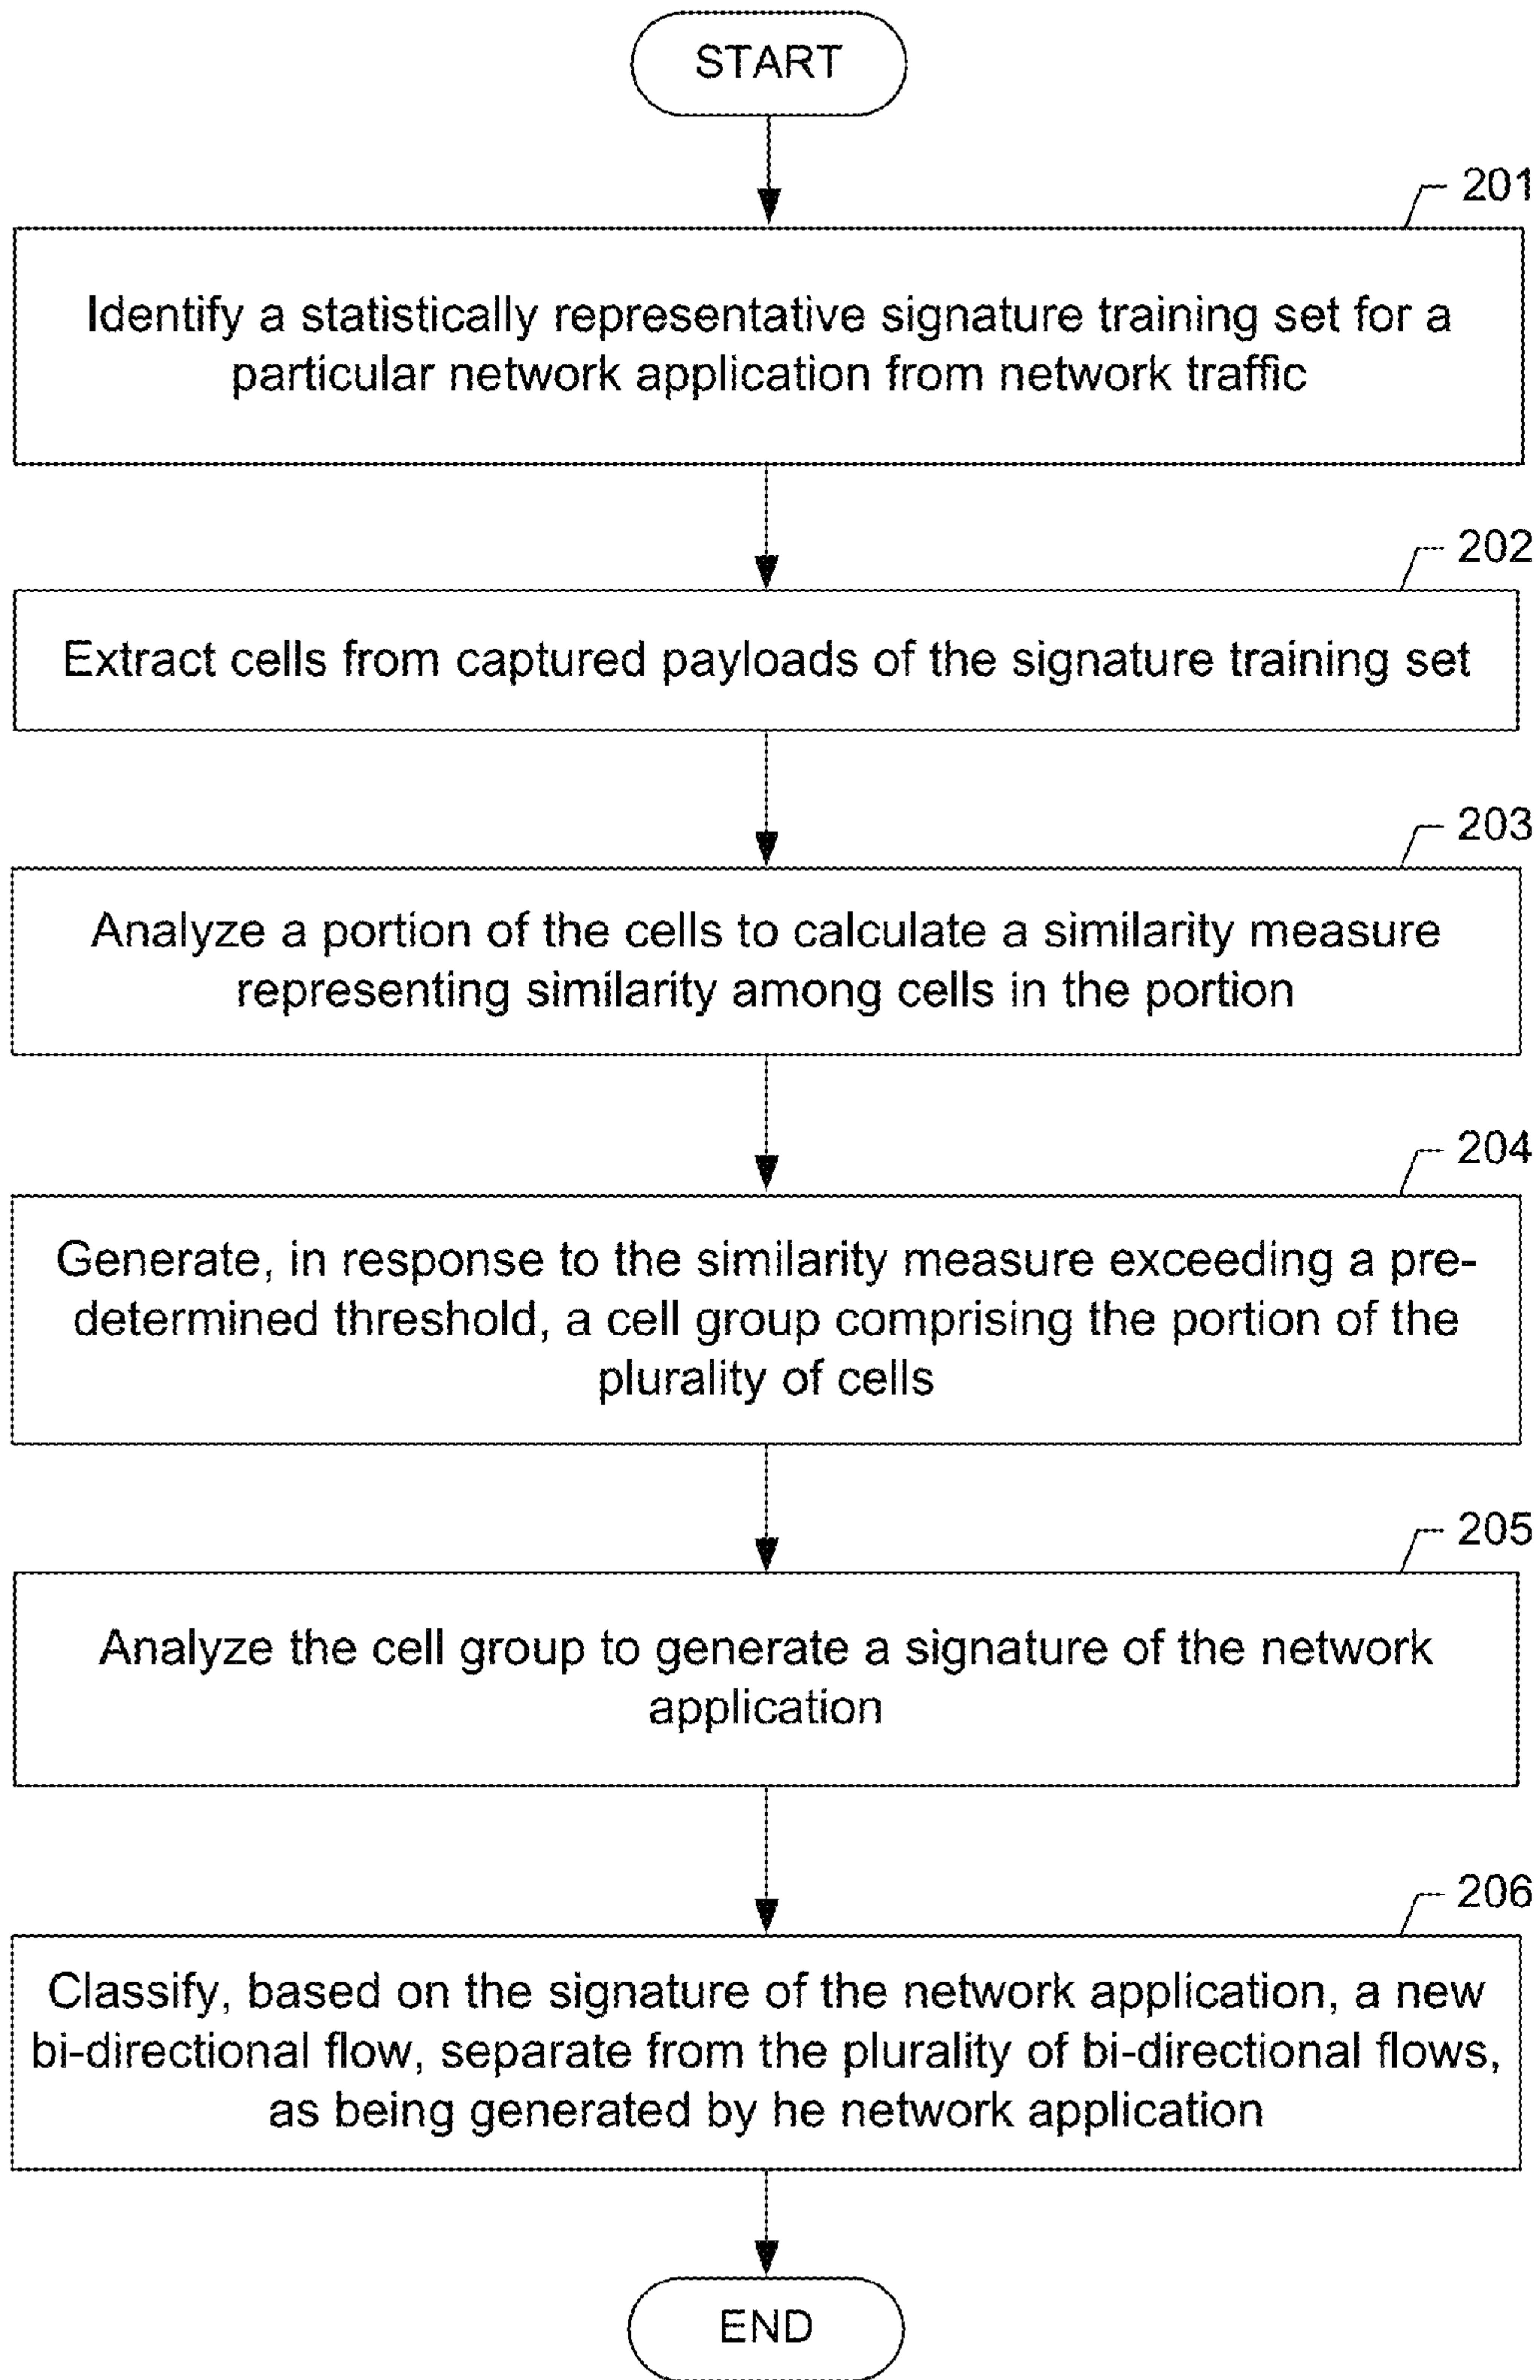 START
201
Identify a statistically representative signature training set for a
particular network application from network traffic
202
Extract cells from captured payloads of the signature training set
203
Analyze a portion of the cells to calculate a similarity measure
representing similarity among cells in the portion
204
Generate, in response to the similarity measure exceeding a pre-
determined threshold, a cell group comprising the portion of the
plurality of cells
205
Analyze the cell group to generate a signature of the network
application
206
Classify, based on the signature of the network application, a new
bi-directional flow, separate from the plurality of bi-directional flows,
as being generated by he network application
END